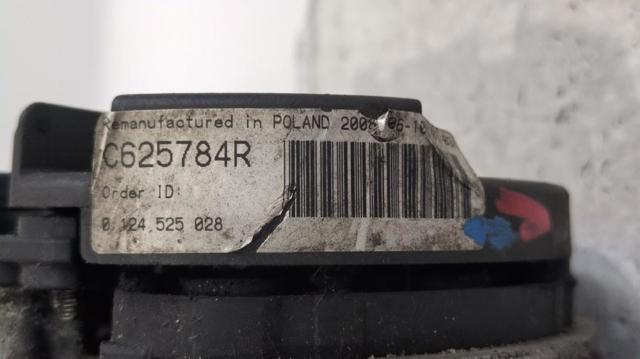 Remanufactured in POLAND
C625784R
Order ID:
0 124 525 028